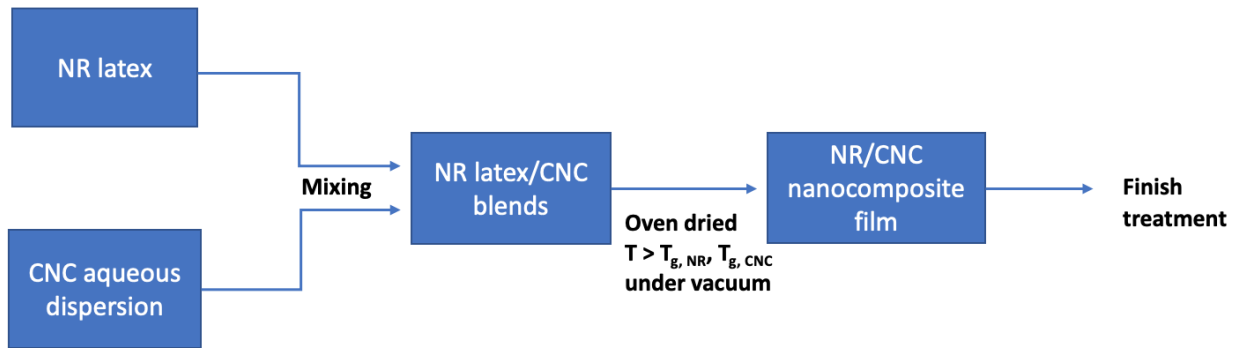 NR latex
CNC aqueous
dispersion
Mixing
NR latex/CNC
blends
Oven dried
T > Tg, NR, Tg, CNC
under vacuum
NR/CNC
nanocomposite
film
Finish
treatment